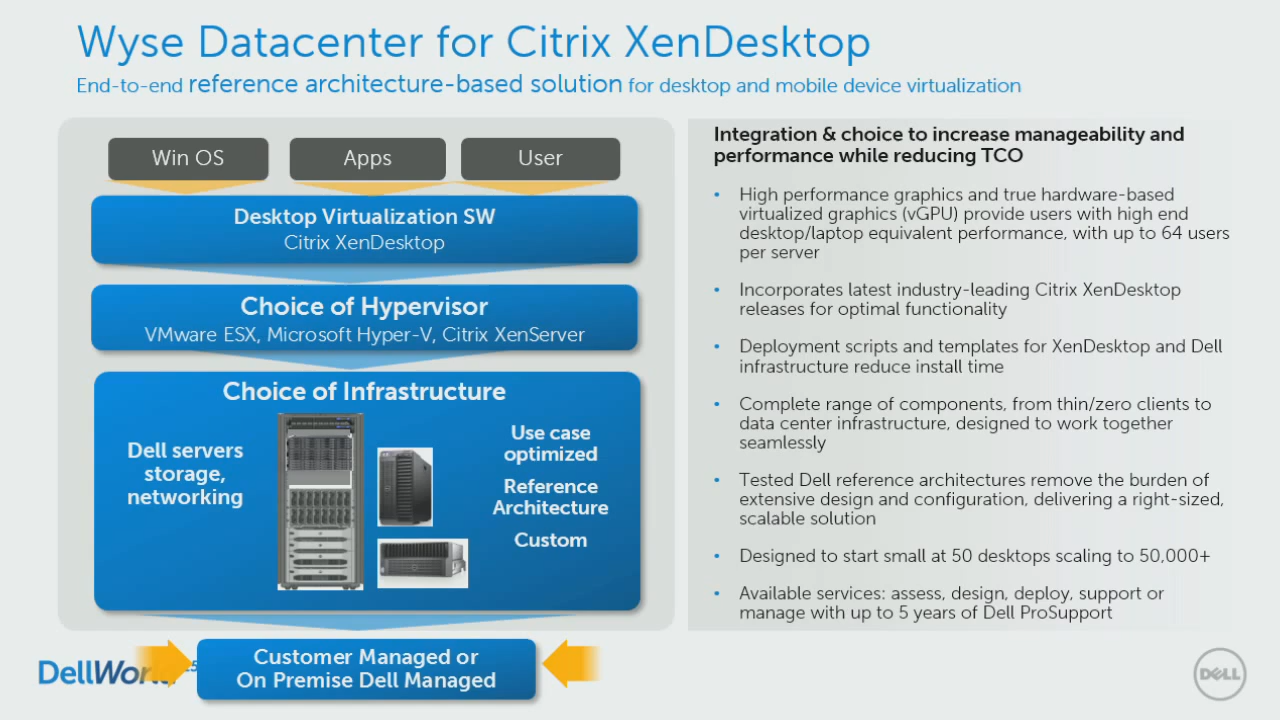 Wyse Datacenter for Citrix XenDesktop
End-to-end reference architecture-based solution for desktop and mobile device virtualization
Win OS
Apps
User
Desktop Virtualization SW
Citrix XenDesktop
Choice of Hypervisor
VMware ESX, Microsoft Hyper-V, Citrix XenServer
Choice of Infrastructure
Dell servers
storage,
networking
Use case
optimized
Reference
Architecture
Custom
Customer Managed or
On Premise Dell Managed
Integration & choice to increase manageability and
performance while reducing TCO
• High performance graphics and true hardware-based
virtualized graphics (vGPU) provide users with high end
desktop/laptop equivalent performance, with up to 64 users
per server
• Incorporates latest industry-leading Citrix XenDesktop
releases for optimal functionality
• Deployment scripts and templates for XenDesktop and Dell
infrastructure reduce install time
• Complete range of components, from thin/zero clients to
data center infrastructure, designed to work together
seamlessly
• Tested Dell reference architectures remove the burden of
extensive design and configuration, delivering a right-sized,
scalable solution
• Designed to start small at 50 desktops scaling to 50,000+
• Available services: assess, design, deploy, support or
manage with up to 5 years of Dell ProSupport
DellWorld
DELL